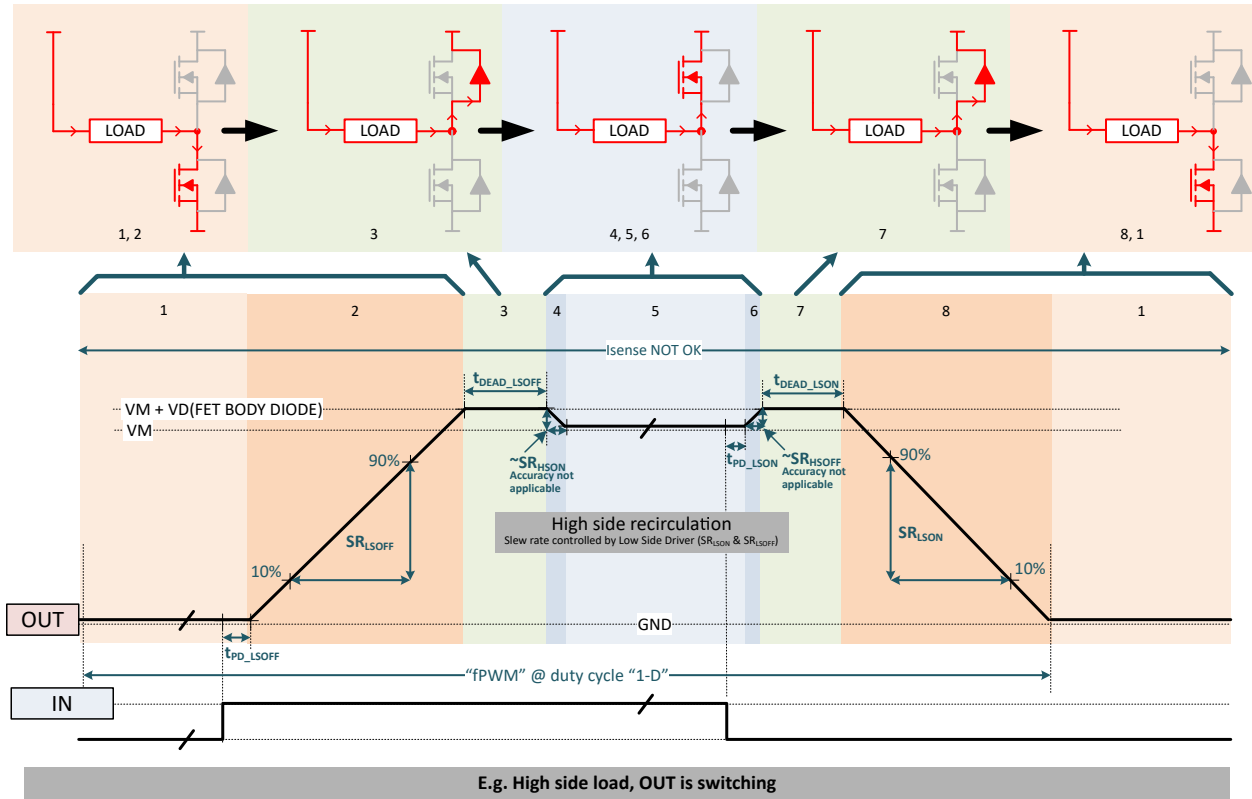 LOAD LOAD LOAD LOAD LOAD
1, 2 3 4, 5, 6 7 8, 1
1 2 3 4 5 6 7 8 1
Isense NOT OK
tDEAD_LSOFF tDEAD_LSON
VM + VD(FET BODY DIODE)
VM
90% ~SRHSON tPD_LSON ~SRHSOFF 90%
Accuracy not Accuracy not
applicable applicable
High side recirculation
Slew rate controlled by Low Side Driver (SRLSON & SRLSOFF)
SRLSOFF SRLSON
10% 10%
OUT GND
tPD_LSOFF
“fPWM” @ duty cycle “1-D”
IN
E.g. High side load, OUT is switching